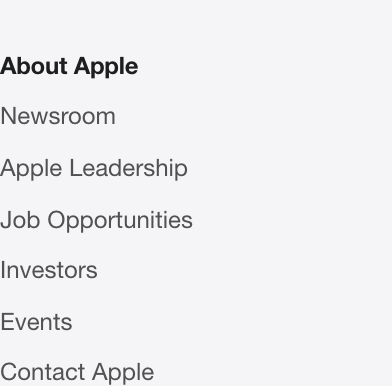 About Apple
Newsroom
Apple Leadership
Job Opportunities
Investors
Events
Contact Apple